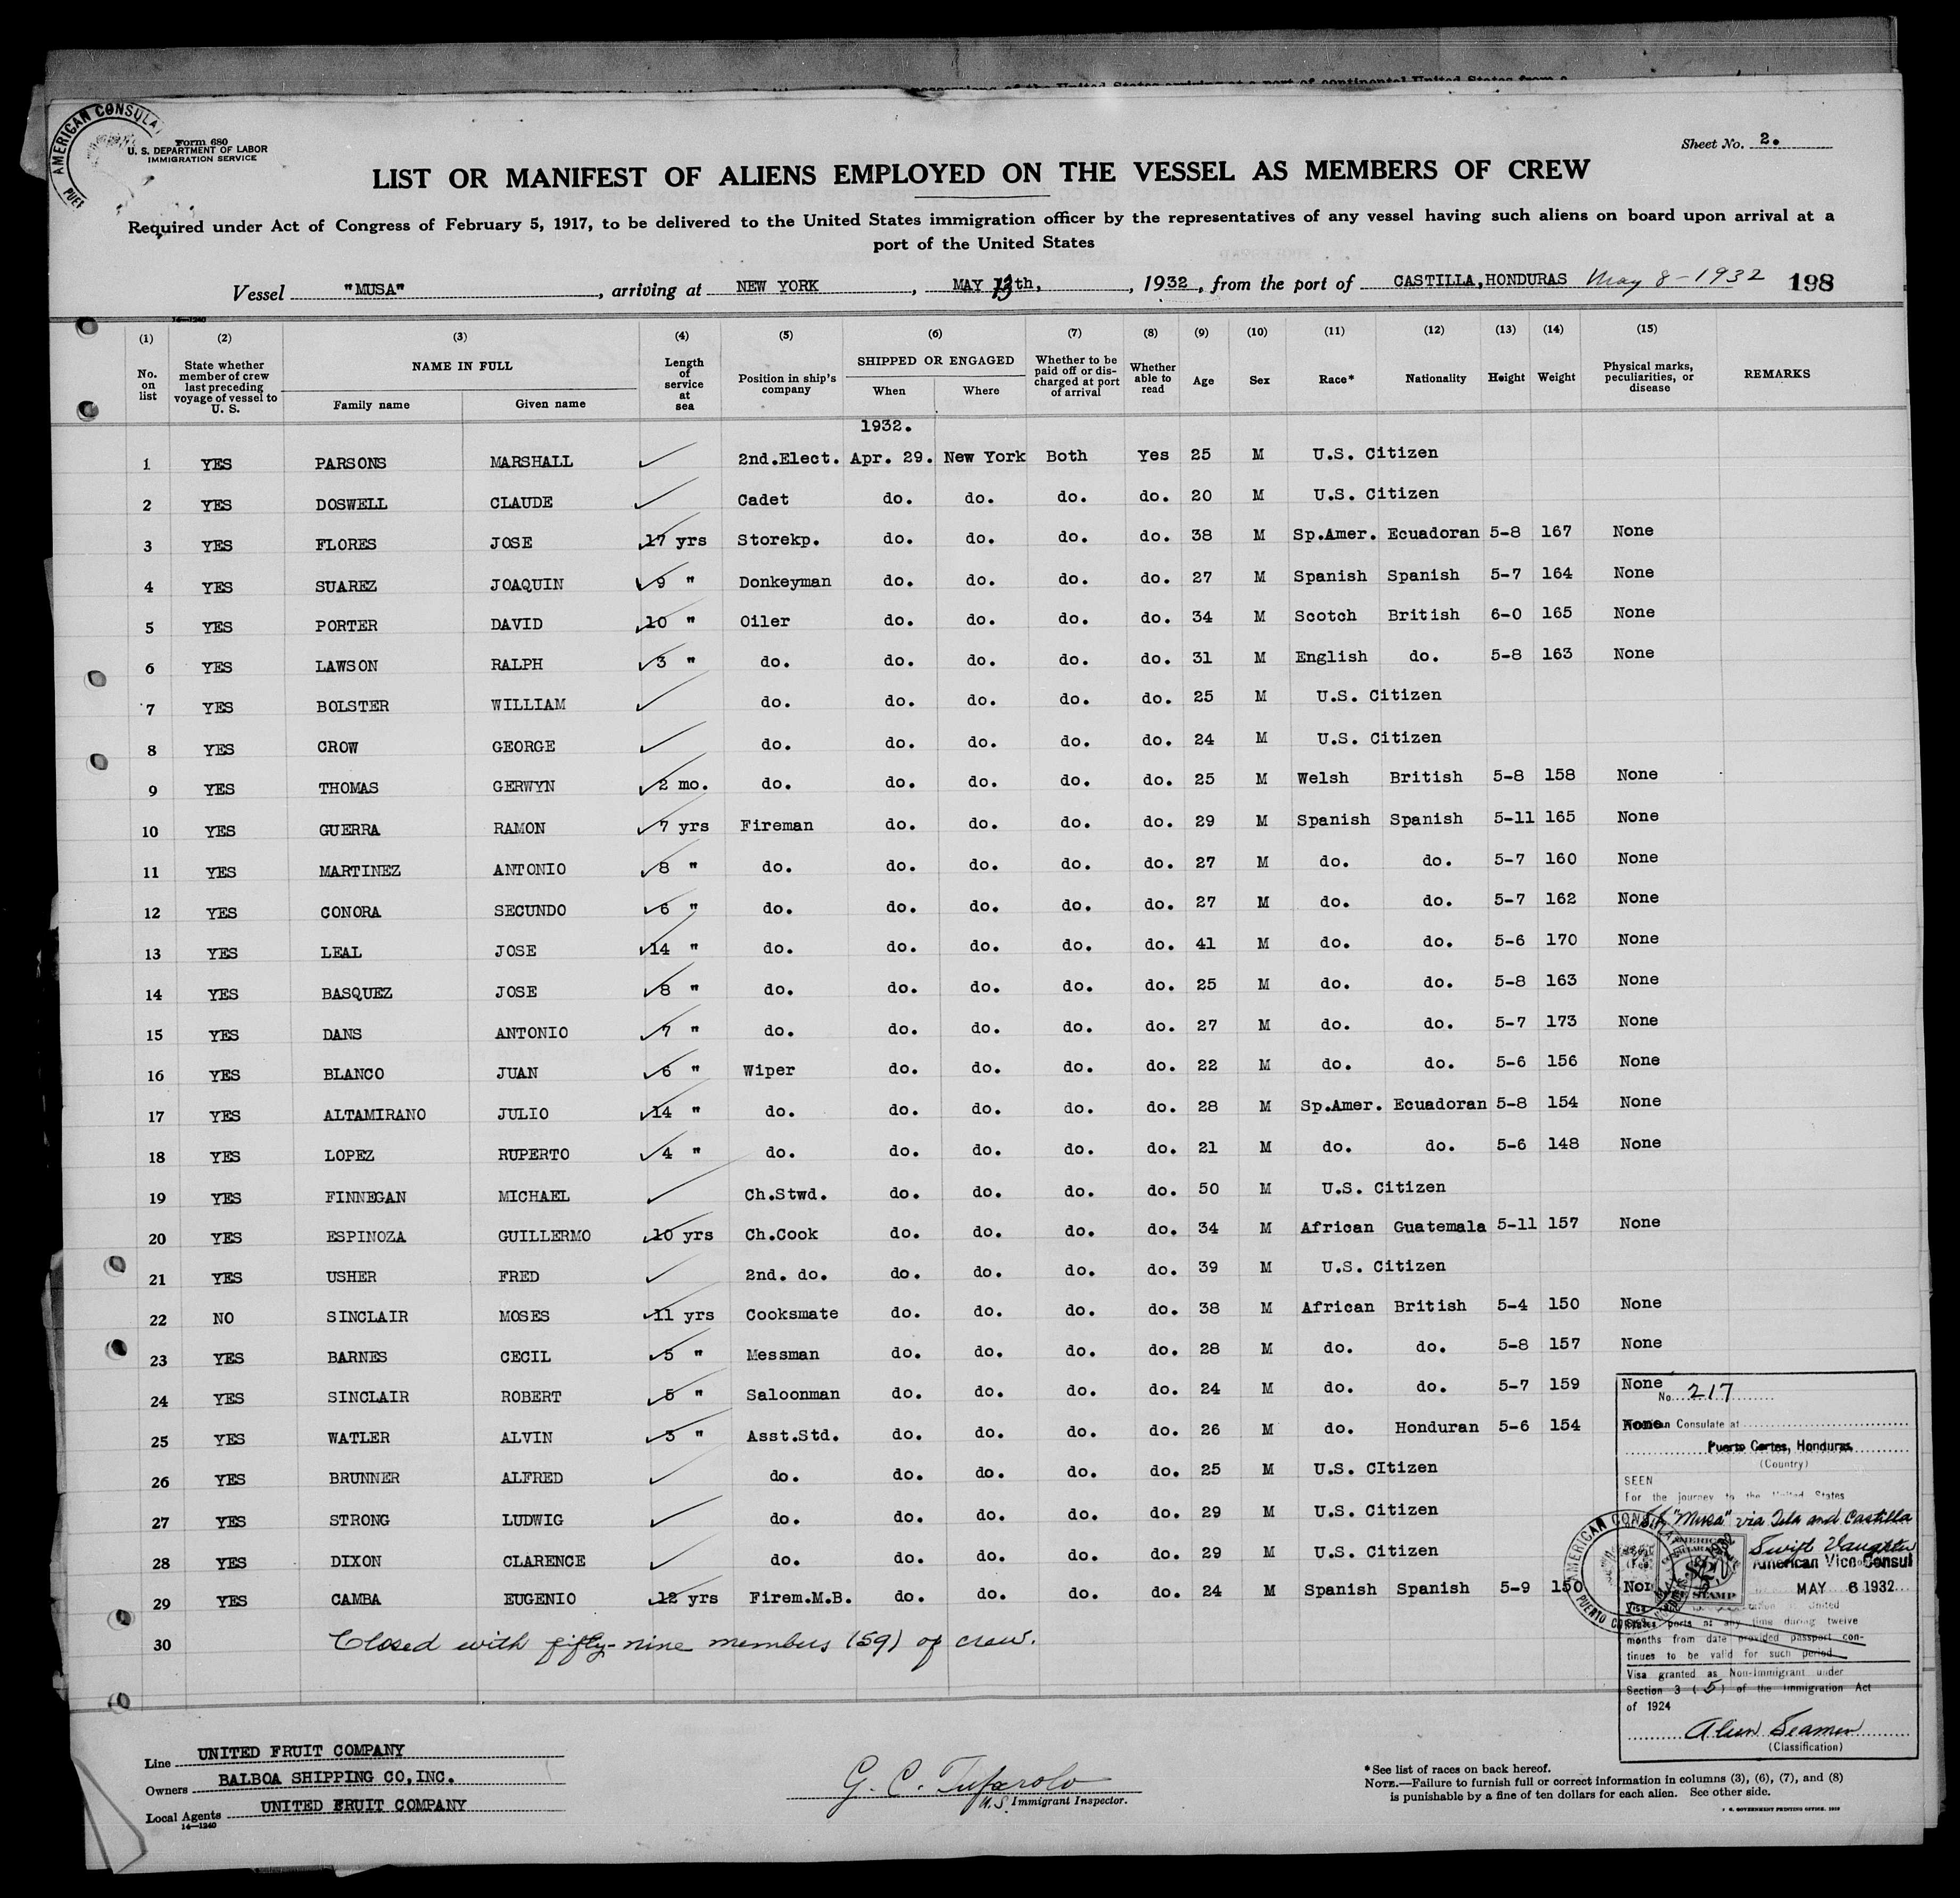 AMERICAN CONSULA
PUER
Form 680
U. S. DEPARTMENT OF LABOR
IMMIGRATION SERVICE
Sheet No. 2.
LIST OR MANIFEST OF ALIENS EMPLOYED ON THE VESSEL AS MEMBERS OF CREW
Required under Act of Congress of February 5, 1917, to be delivered to the United States immigration officer by the representatives of any vessel having such aliens on board upon arrival at a
port of the United States
Vessel "MUSA", arriving at NEW YORK, MAY 13th, , 1932, from the port of CASTILLA,HONDURAS May 8-1932 198
14-1240
(1) (2) (3) (4) (5) (6) (7) (8) (9) (10) (11) (12) (13) (14) (15)
No. on list | State whether member of crew last preceding voyage of vessel to U. S. | NAME IN FULL | Family name | Given name | Length of service at sea | Position in ship's company | SHIPPED OR ENGAGED | When | Where | Whether to be paid off or discharged at port of arrival | Whether able to read | Age | Sex | Race* | Nationality | Height | Weight | Physical marks, peculiarities, or disease | REMARKS
1932.
1 YES PARSONS MARSHALL 2nd.Elect. Apr. 29. New York Both Yes 25 M U.S. Citizen
2 YES DOSWELL CLAUDE Cadet do. do. do. do. 20 M U.S. Citizen
3 YES FLORES JOSE 17 yrs Storekp. do. do. do. do. 38 M Sp.Amer. Ecuadoran 5-8 167 None
4 YES SUAREZ JOAQUIN 9 " Donkeyman do. do. do. do. 27 M Spanish Spanish 5-7 164 None
5 YES PORTER DAVID 10 " Oiler do. do. do. do. 34 M Scotch British 6-0 165 None
6 YES LAWSON RALPH 3 " do. do. do. do. do. 31 M English do. 5-8 163 None
7 YES BOLSTER WILLIAM do. do. do. do. do. 25 M U.S. Citizen
8 YES CROW GEORGE do. do. do. do. do. 24 M U.S. Citizen
9 YES THOMAS GERWYN 2 mo. do. do. do. do. do. 25 M Welsh British 5-8 158 None
10 YES GUERRA RAMON 7 yrs Fireman do. do. do. do. 29 M Spanish Spanish 5-11 165 None
11 YES MARTINEZ ANTONIO 8 " do. do. do. do. do. 27 M do. do. 5-7 160 None
12 YES CONORA SECUNDO 6 " do. do. do. do. do. 27 M do. do. 5-7 162 None
13 YES LEAL JOSE 14 " do. do. do. do. do. 41 M do. do. 5-6 170 None
14 YES BASQUEZ JOSE 8 " do. do. do. do. do. 25 M do. do. 5-8 163 None
15 YES DANS ANTONIO 7 " do. do. do. do. do. 27 M do. do. 5-7 173 None
16 YES BLANCO JUAN 6 " Wiper do. do. do. do. 22 M do. do. 5-6 156 None
17 YES ALTAMIRANO JULIO 14 " do. do. do. do. do. 28 M Sp.Amer. Ecuadoran 5-8 154 None
18 YES LOPEZ RUPERTO 4 " do. do. do. do. do. 21 M do. do. 5-6 148 None
19 YES FINNEGAN MICHAEL Ch.Stwd. do. do. do. do. 50 M U.S. Citizen
20 YES ESPINOZA GUILLERMO 10 yrs Ch.Cook do. do. do. do. 34 M African Guatemala 5-11 157 None
21 YES USHER FRED 2nd. do. do. do. do. do. 39 M U.S. Citizen
22 NO SINCLAIR MOSES 11 yrs Cooksmate do. do. do. do. 38 M African British 5-4 150 None
23 YES BARNES CECIL 5 " Messman do. do. do. do. 28 M do. do. 5-8 157 None
24 YES SINCLAIR ROBERT 5 " Saloonman do. do. do. do. 24 M do. do. 5-7 159 None
25 YES WATLER ALVIN 3 " Asst.Std. do. do. do. do. 26 M do. Honduran 5-6 154 None
26 YES BRUNNER ALFRED do. do. do. do. do. 25 M U.S. CItizen
27 YES STRONG LUDWIG do. do. do. do. do. 29 M U.S. Citizen
28 YES DIXON CLARENCE do. do. do. do. do. 29 M U.S. Citizen
29 YES CAMBA EUGENIO 12 yrs Firem.M.B. do. do. do. do. 24 M Spanish Spanish 5-9 150
30 Closed with fifty-nine members (59) of crew.
No. 217
Consulate at
Puerto Cortes, Honduras
(Country)
SEEN
For the journey to the United States
"Musa" via Tela and Castilla
American Vice Consul
MAY 6 1932
ports at any time during twelve
months from date provided passport con-
tinues to be valid for such period
Visa granted as Non-Immigrant under
Section 3 (5) of the Immigration Act
of 1924
Alien Seamen
(Classification)
AMERICAN CONSU
PUERTO CO
Line UNITED FRUIT COMPANY
Owners BALBOA SHIPPING CO,INC.
Local Agents UNITED FRUIT COMPANY
14-1240
U.S. Immigrant Inspector.
*See list of races on back hereof.
NOTE.—Failure to furnish full or correct information in columns (3), (6), (7), and (8)
is punishable by a fine of ten dollars for each alien. See other side.